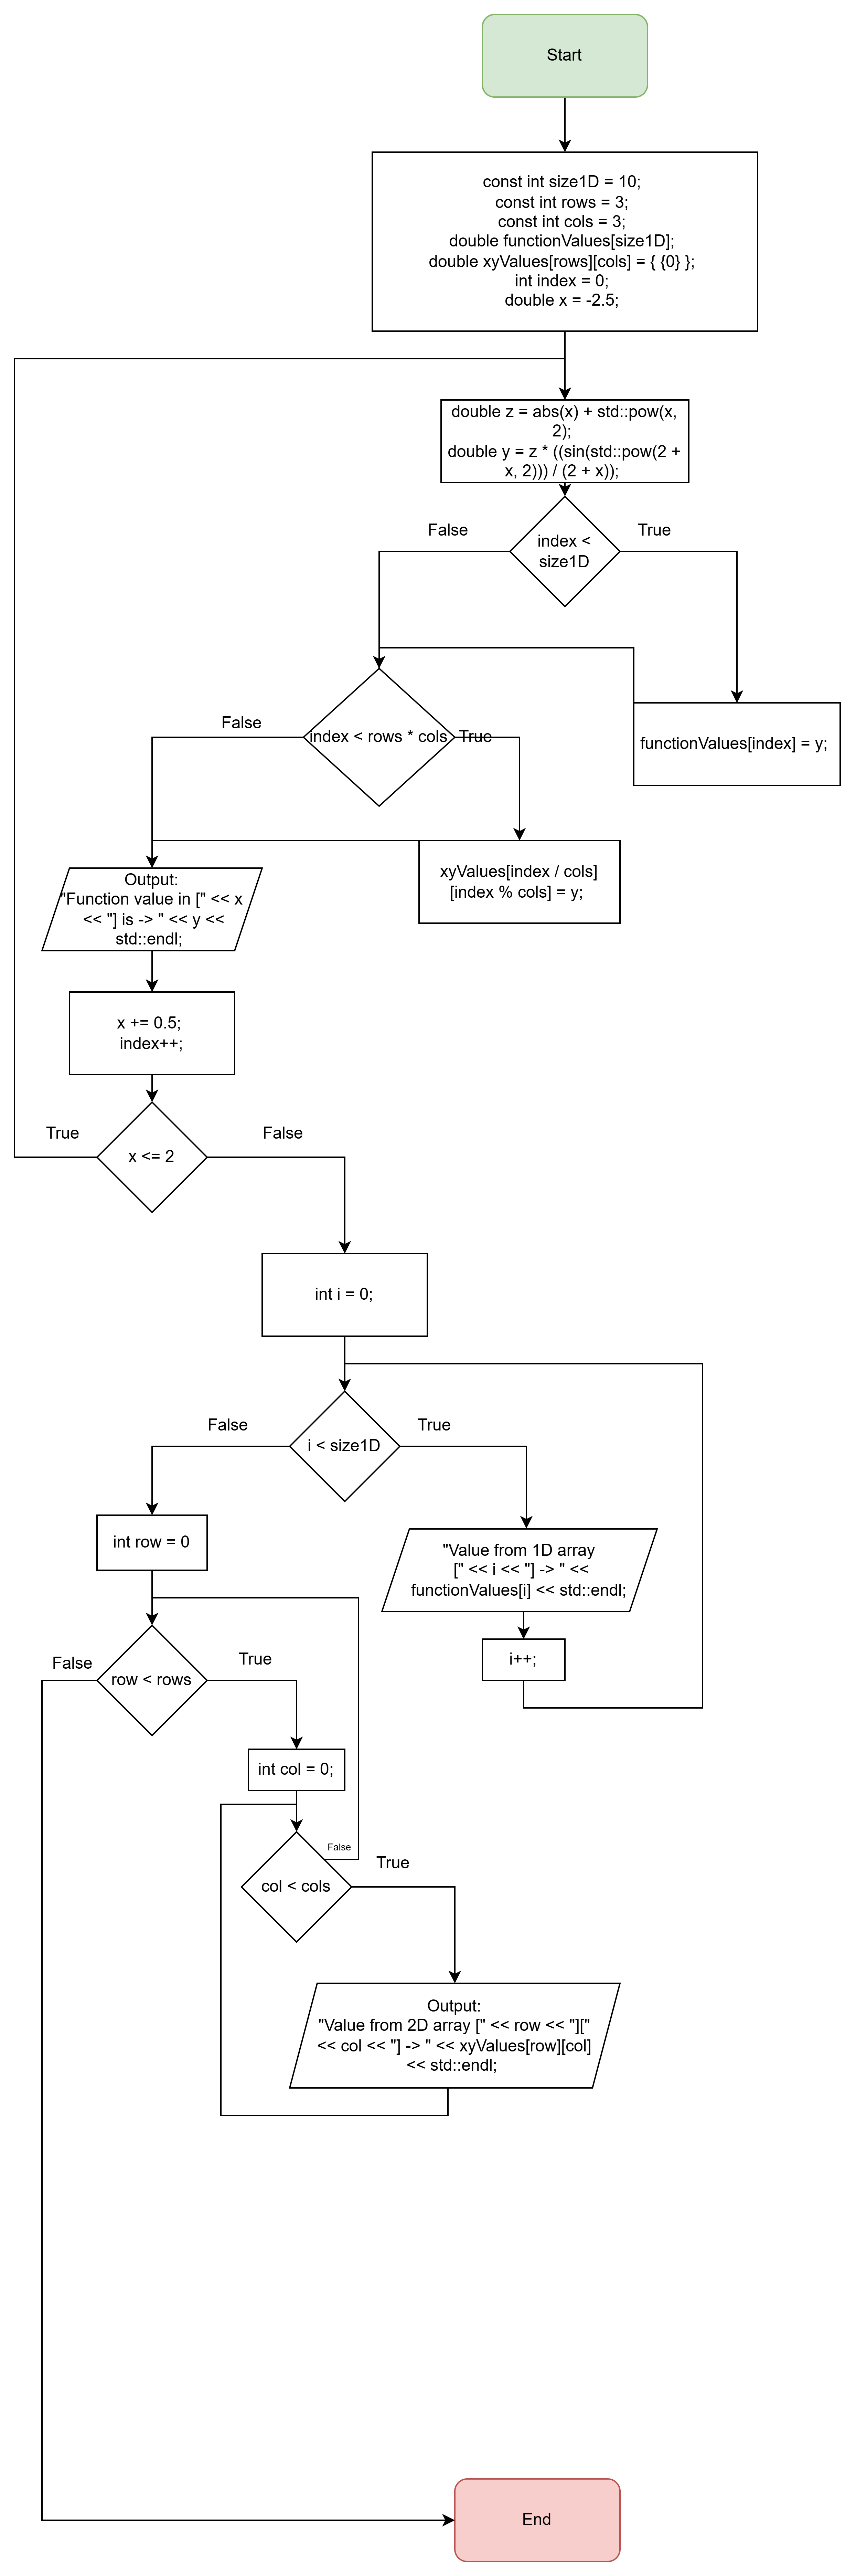 Start
const int size1D = 10;
const int rows = 3;
const int cols = 3;
double functionValues[size1D];
double xyValues[rows][cols] = { {0} };
int index = 0;
double x = -2.5;
double z = abs(x) + std::pow(x,
2);
double y = z * ((sin(std::pow(2 +
x, 2))) / (2 + x));
False
True
index <
size1D
functionValues[index] = y;
False
index < rows * cols
True
xyValues[index / cols]
[index % cols] = y;
Output:
"Function value in [" << x
<< "] is -> " << y <<
std::endl;
x += 0.5;
index++;
True
False
x <= 2
int i = 0;
False
True
i < size1D
int row = 0
"Value from 1D array
[" << i << "] -> " <<
functionValues[i] << std::endl;
i++;
False
True
row < rows
int col = 0;
False
True
col < cols
Output:
"Value from 2D array [" << row << "]["
<< col << "] -> " << xyValues[row][col]
<< std::endl;
End